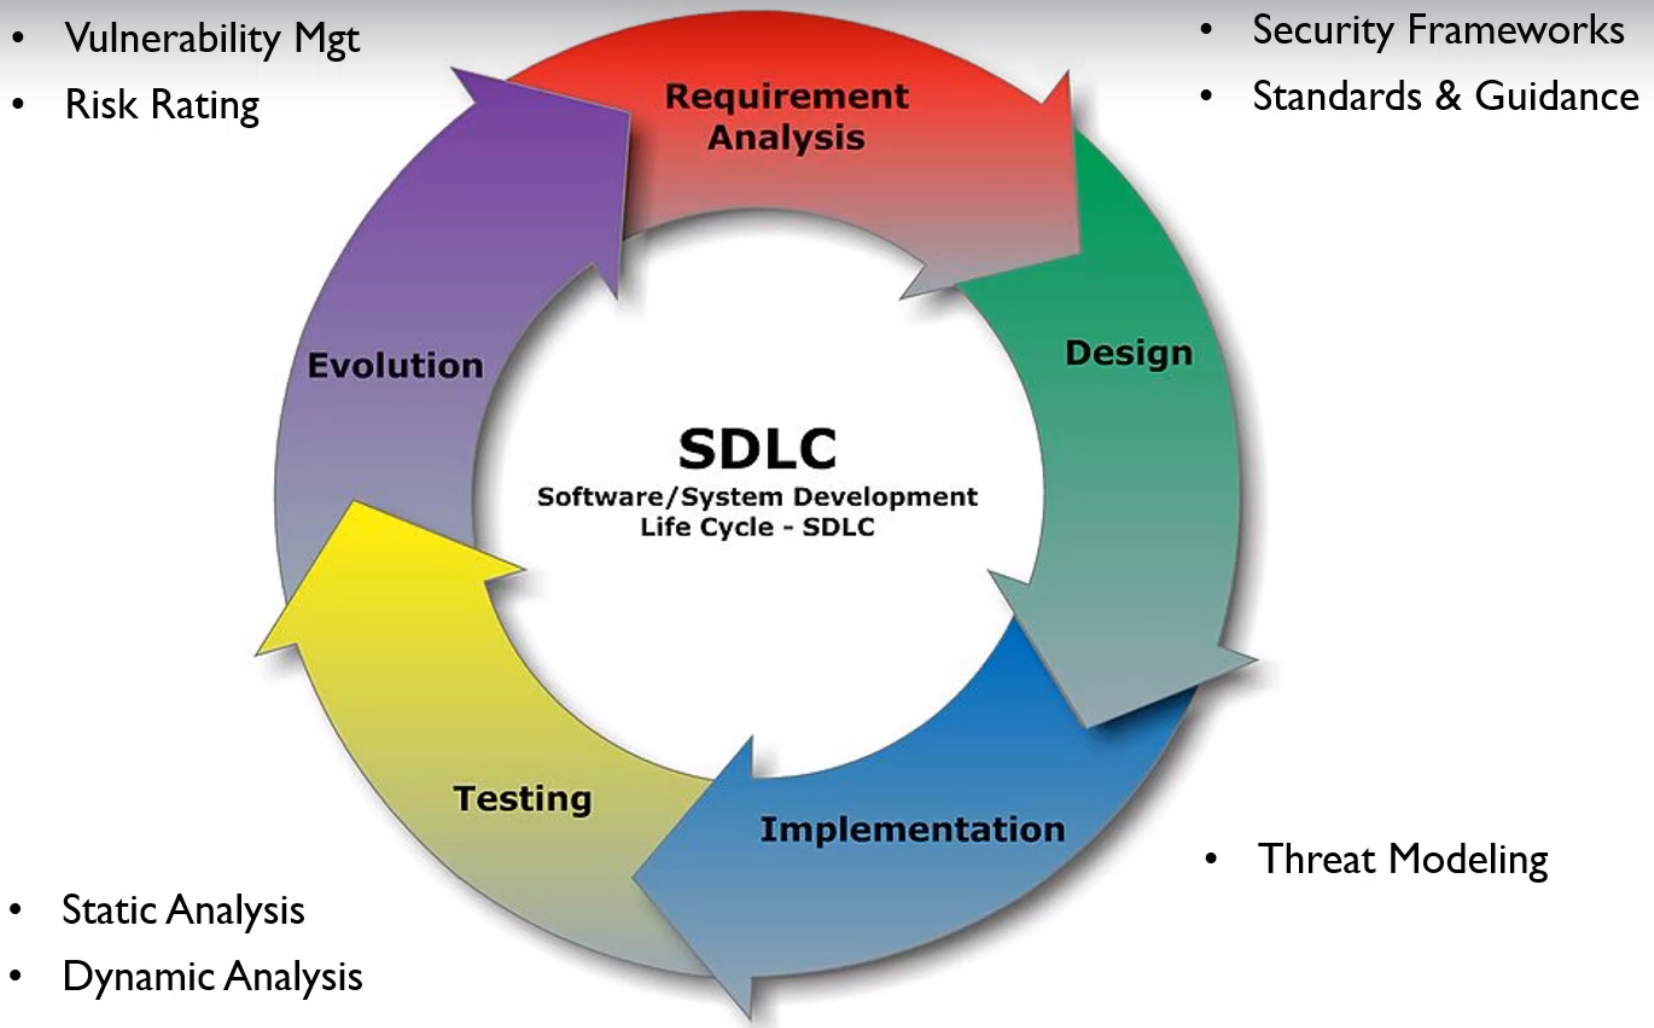 • Vulnerability Mgt
• Risk Rating
• Security Frameworks
• Standards & Guidance
Requirement
Analysis
Evolution
Design
SDLC
Software/System Development
Life Cycle - SDLC
Testing
Implementation
• Threat Modeling
• Static Analysis
• Dynamic Analysis